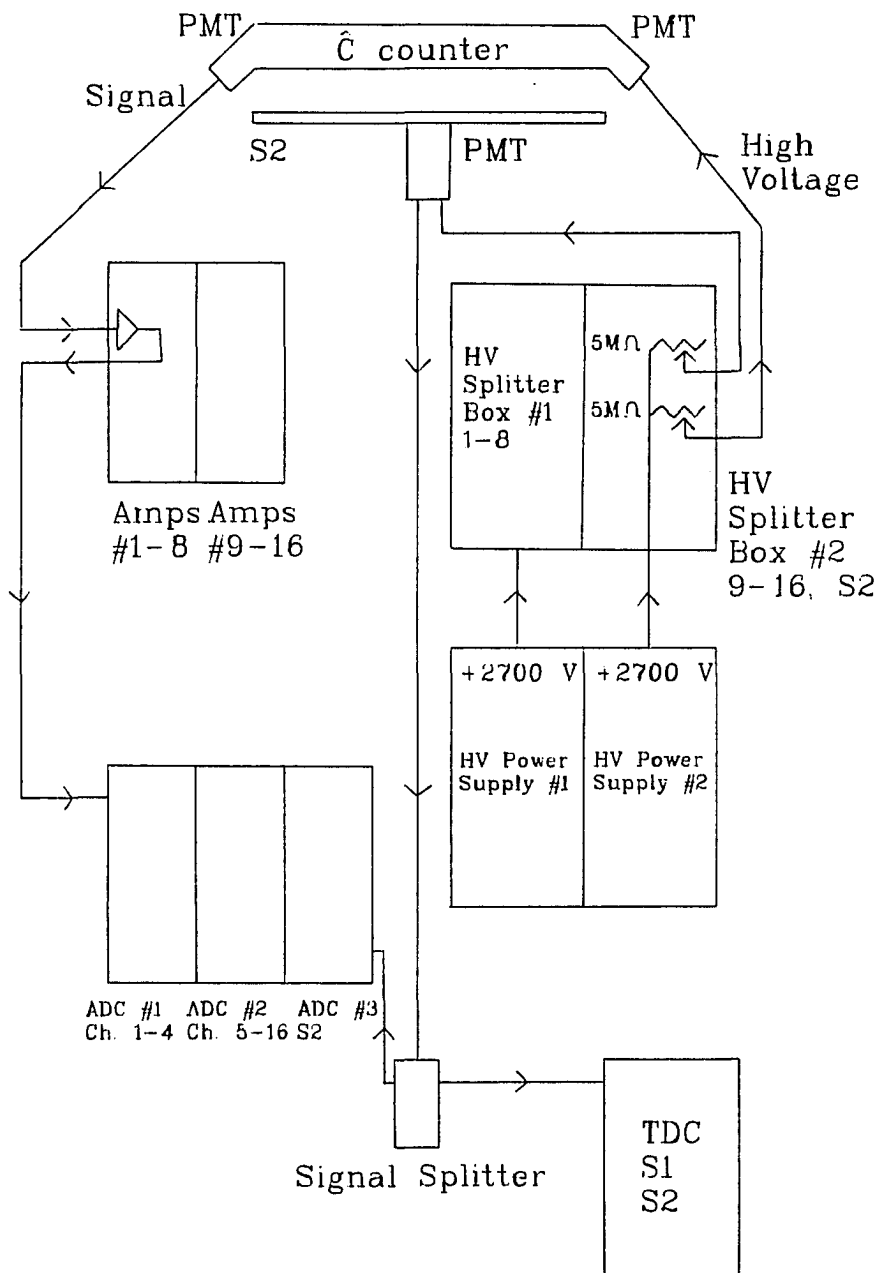 PMT
Ĉ counter
PMT
Signal
S2
PMT
High
Voltage
HV
Splitter
Box #1
1-8
5MΩ
5MΩ
Amps Amps
#1-8 #9-16
HV
Splitter
Box #2
9-16, S2
+2700 V
+2700 V
HV Power
Supply #1
HV Power
Supply #2
ADC #1
Ch. 1-4
ADC #2
Ch. 5-16
ADC #3
S2
Signal Splitter
TDC
S1
S2